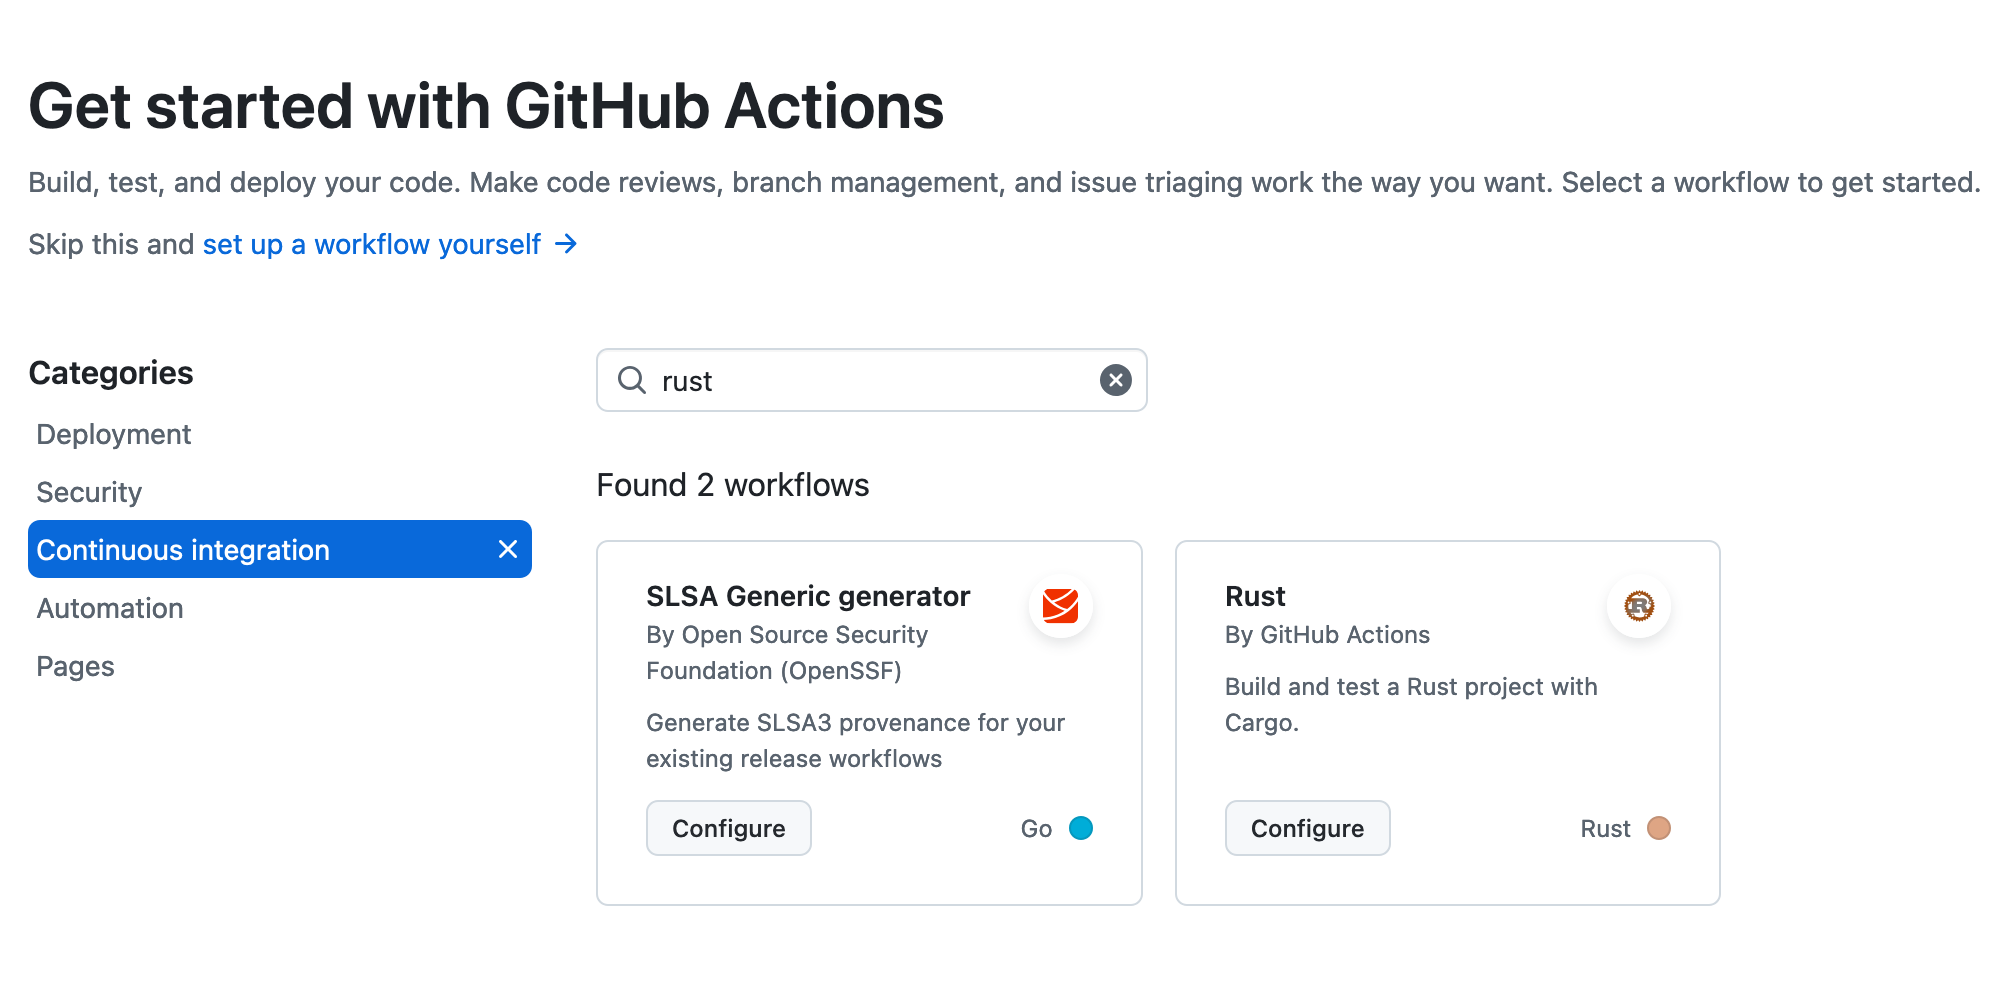 Get started with GitHub Actions
Build, test, and deploy your code. Make code reviews, branch management, and issue triaging work the way you want. Select a workflow to get started.
Skip this and set up a workflow yourself →
Categories
Deployment
Security
Continuous integration
Automation
Pages
rust
Found 2 workflows
SLSA Generic generator
By Open Source Security
Foundation (OpenSSF)
Generate SLSA3 provenance for your
existing release workflows
Configure
Go
Rust
By GitHub Actions
Build and test a Rust project with
Cargo.
Configure
Rust